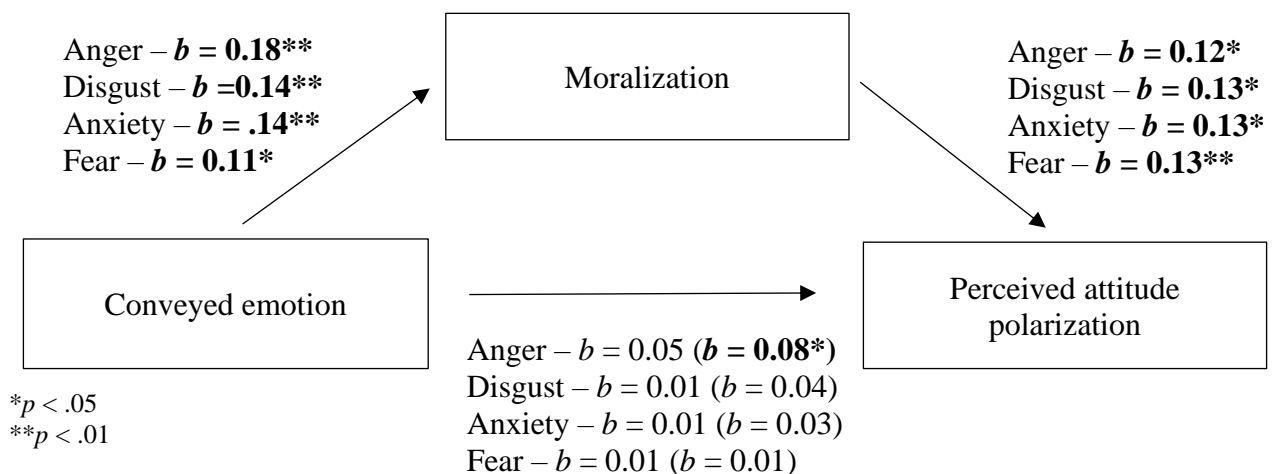 Anger – b = 0.18**
Disgust – b =0.14**
Anxiety – b = .14**
Fear – b = 0.11*
Moralization
Anger – b = 0.12*
Disgust – b = 0.13*
Anxiety – b = 0.13*
Fear – b = 0.13**
Conveyed emotion
Perceived attitude
polarization
Anger – b = 0.05 (b = 0.08*)
Disgust – b = 0.01 (b = 0.04)
Anxiety – b = 0.01 (b = 0.03)
Fear – b = 0.01 (b = 0.01)
*p < .05
**p < .01